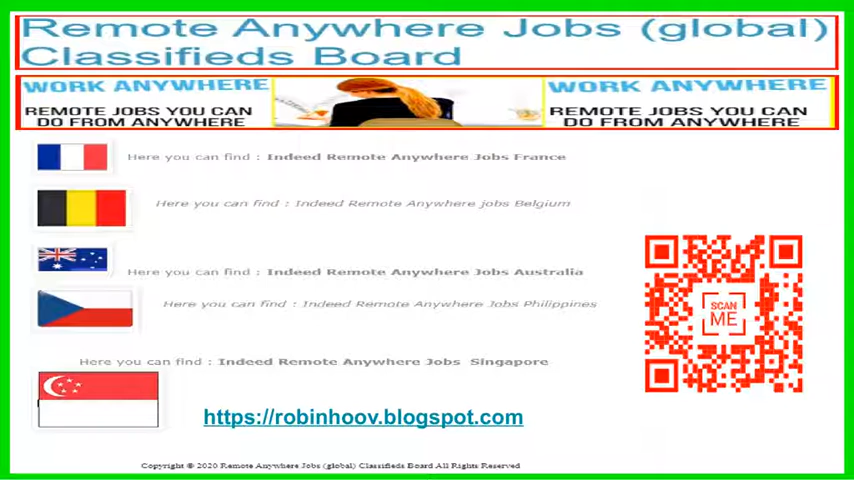 Remote Anywhere Jobs (global)
Classifieds Board
WORK ANYWHERE
REMOTE JOBS YOU CAN
DO FROM ANYWHERE
WORK ANYWHERE
REMOTE JOBS YOU CAN
DO FROM ANYWHERE
Here you can find : Indeed Remote Anywhere Jobs France
Here you can find : Indeed Remote Anywhere jobs Belgium
Here you can find : Indeed Remote Anywhere Jobs Australia
Here you can find : Indeed Remote Anywhere Jobs Philippines
Here you can find : Indeed Remote Anywhere Jobs Singapore
SCAN
ME
https://robinhoov.blogspot.com
Copyright © 2020 Remote Anywhere Jobs (global) Classifieds Board All Rights Reserved